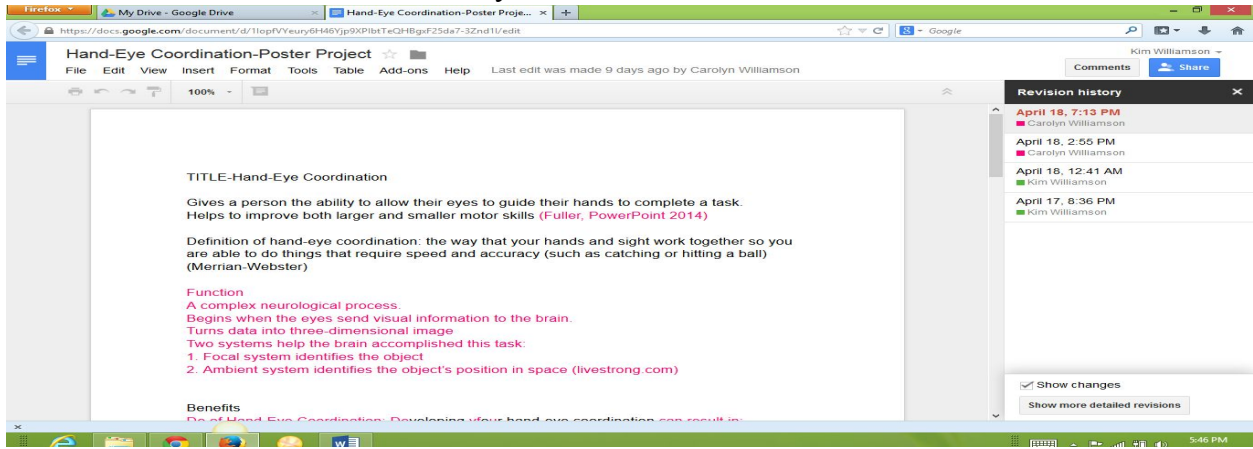 Firefox
My Drive - Google Drive
Hand-Eye Coordination-Poster Proje...
https://docs.google.com/document/d/1lopfVYeury6H46Yjp9XPIbtTeQHBgxF25da7-3Znd1I/edit
Google
Hand-Eye Coordination-Poster Project
Kim Williamson
File Edit View Insert Format Tools Table Add-ons Help Last edit was made 9 days ago by Carolyn Williamson
Comments
Share
100%
Revision history
April 18, 7:13 PM
Carolyn Williamson
April 18, 2:55 PM
Carolyn Williamson
April 18, 12:41 AM
Kim Williamson
April 17, 8:36 PM
Kim Williamson
TITLE-Hand-Eye Coordination
Gives a person the ability to allow their eyes to guide their hands to complete a task.
Helps to improve both larger and smaller motor skills (Fuller, PowerPoint 2014)
Definition of hand-eye coordination: the way that your hands and sight work together so you
are able to do things that require speed and accuracy (such as catching or hitting a ball)
(Merrian-Webster)
Function
A complex neurological process.
Begins when the eyes send visual information to the brain.
Turns data into three-dimensional image
Two systems help the brain accomplished this task:
1. Focal system identifies the object
2. Ambient system identifies the object's position in space (livestrong.com)
Benefits
Show changes
Show more detailed revisions
5:46 PM